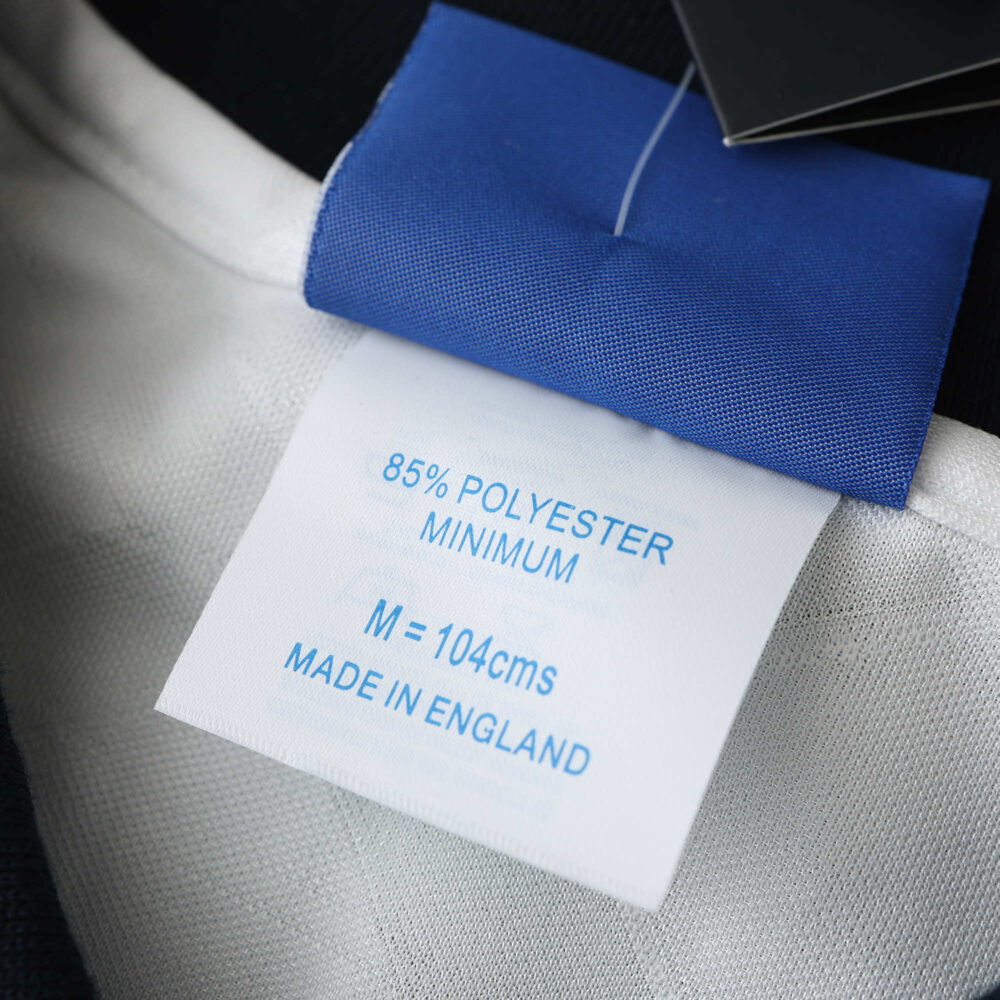 85% POLYESTER
MINIMUM
M = 104cms
MADE IN ENGLAND